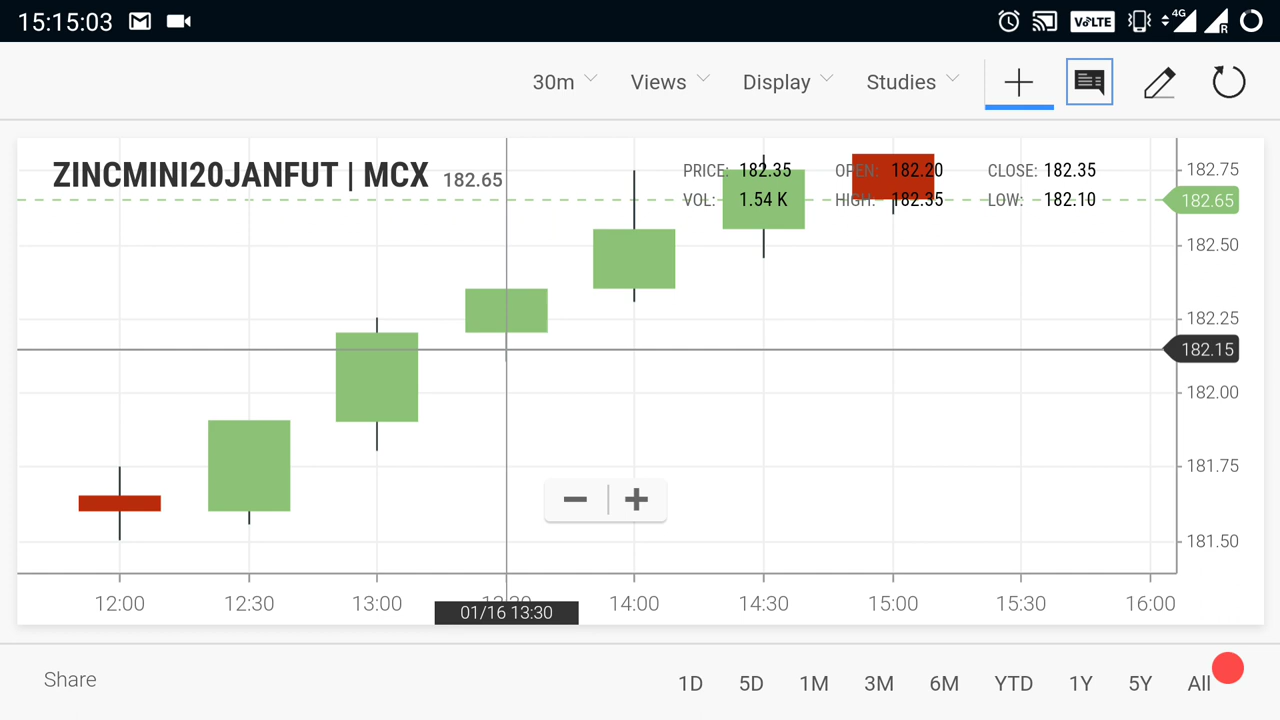 15:15:03 VoLTE 4G R
30m Views Display Studies
ZINCMINI20JANFUT | MCX 182.65
PRICE: 182.35 OPEN: 182.20 CLOSE: 182.35
VOL: 1.54 K HIGH: 182.35 LOW: 182.10
182.75
182.65
182.50
182.25
182.15
182.00
181.75
181.50
12:00 12:30 13:00 13:30 14:00 14:30 15:00 15:30 16:00
01/16 13:30
Share 1D 5D 1M 3M 6M YTD 1Y 5Y All